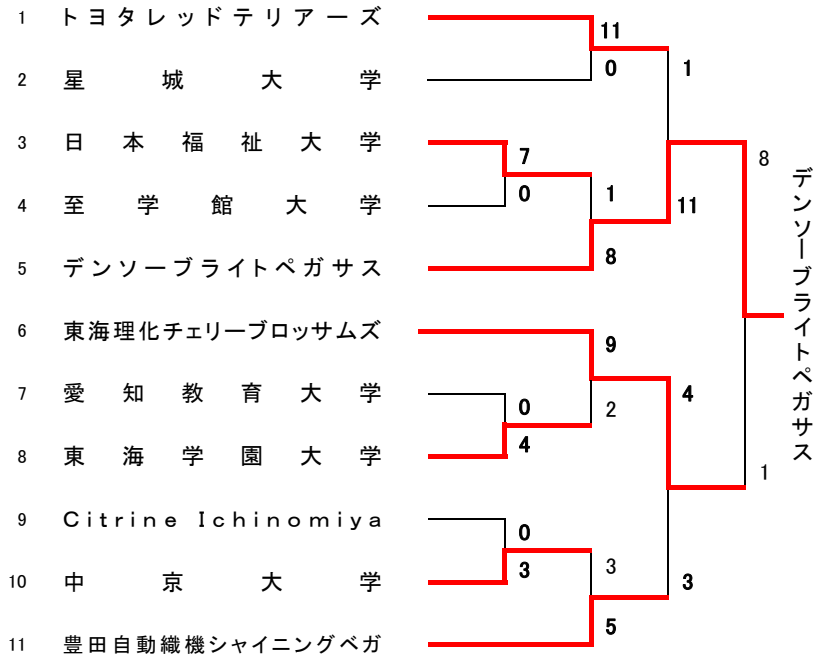 1 トヨタレッドテリアーズ
2 星城大学
3 日本福祉大学
4 至学館大学
5 デンソーブライトペガサス
6 東海理化チェリーブロッサムズ
7 愛知教育大学
8 東海学園大学
9 Citrine Ichinomiya
10 中京大学
11 豊田自動織機シャイニングベガ
11
0
7
0
1
8
9
0
4
2
0
3
3
5
1
11
4
3
8
1
デンソーブライトペガサス